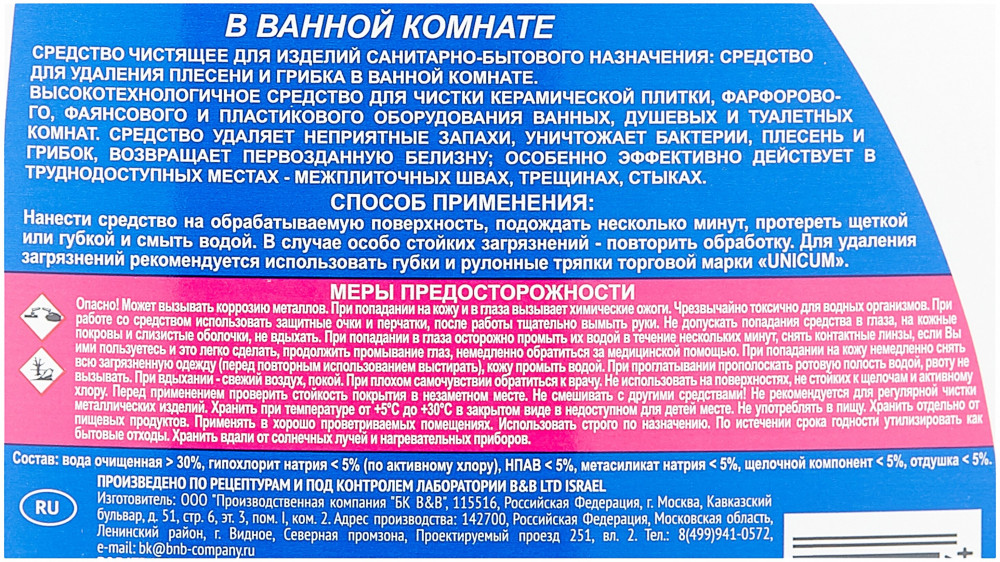 В ВАННОЙ КОМНАТЕ
СРЕДСТВО ЧИСТЯЩЕЕ ДЛЯ ИЗДЕЛИЙ САНИТАРНО-БЫТОВОГО НАЗНАЧЕНИЯ: СРЕДСТВО
ДЛЯ УДАЛЕНИЯ ПЛЕСЕНИ И ГРИБКА В ВАННОЙ КОМНАТЕ.
ВЫСОКОТЕХНОЛОГИЧНОЕ СРЕДСТВО ДЛЯ ЧИСТКИ КЕРАМИЧЕСКОЙ ПЛИТКИ, ФАРФОРОВО-
ГО, ФАЯНСОВОГО И ПЛАСТИКОВОГО ОБОРУДОВАНИЯ ВАННЫХ, ДУШЕВЫХ И ТУАЛЕТНЫХ
КОМНАТ. СРЕДСТВО УДАЛЯЕТ НЕПРИЯТНЫЕ ЗАПАХИ, УНИЧТОЖАЕТ БАКТЕРИИ, ПЛЕСЕНЬ И
ГРИБОК, ВОЗВРАЩАЕТ ПЕРВОЗДАННУЮ БЕЛИЗНУ; ОСОБЕННО ЭФФЕКТИВНО ДЕЙСТВУЕТ В
ТРУДНОДОСТУПНЫХ МЕСТАХ - МЕЖПЛИТОЧНЫХ ШВАХ, ТРЕЩИНАХ, СТЫКАХ.
СПОСОБ ПРИМЕНЕНИЯ:
Нанести средство на обрабатываемую поверхность, подождать несколько минут, протереть щеткой
или губкой и смыть водой. В случае особо стойких загрязнений - повторить обработку. Для удаления
загрязнений рекомендуется использовать губки и рулонные тряпки торговой марки «UNICUM».
МЕРЫ ПРЕДОСТОРОЖНОСТИ
Опасно! Может вызывать коррозию металлов. При попадании на кожу и в глаза вызывает химические ожоги. Чрезвычайно токсично для водных организмов. При
работе со средством использовать защитные очки и перчатки, после работы тщательно вымыть руки. Не допускать попадания средства в глаза, на кожные
покровы и слизистые оболочки, не вдыхать. При попадании в глаза осторожно промыть их водой в течение нескольких минут, снять контактные линзы, если Вы
ими пользуетесь и это легко сделать, продолжить промывание глаз, немедленно обратиться за медицинской помощью. При попадании на кожу немедленно снять
всю загрязненную одежду (перед повторным использованием выстирать), кожу промыть водой. При проглатывании прополоскать ротовую полость водой, рвоту не
вызывать. При вдыхании - свежий воздух, покой. При плохом самочувствии обратиться к врачу. Не использовать на поверхностях, не стойких к щелочам и активному
хлору. Перед применением проверить стойкость покрытия в незаметном месте. Не смешивать с другими средствами! Не рекомендуется для регулярной чистки
металлических изделий. Хранить при температуре от +5°С до +30°С в закрытом виде в недоступном для детей месте. Не употреблять в пищу. Хранить отдельно от
пищевых продуктов. Применять в хорошо проветриваемых помещениях. Использовать строго по назначению. По истечении срока годности утилизировать как
бытовые отходы. Хранить вдали от солнечных лучей и нагревательных приборов.
Состав: вода очищенная > 30%, гипохлорит натрия < 5% (по активному хлору), НПАВ < 5%, метасиликат натрия < 5%, щелочной компонент < 5%, отдушка < 5%.
ПРОИЗВЕДЕНО ПО РЕЦЕПТУРАМ И ПОД КОНТРОЛЕМ ЛАБОРАТОРИИ B&B LTD ISRAEL
RU
Изготовитель: ООО "Производственная компания "БК B&B", 115516, Российская Федерация, г. Москва, Кавказский
бульвар, д. 51, стр. 6, эт. 3, пом. I, ком. 2. Адрес производства: 142700, Российская Федерация, Московская область,
Ленинский район, г. Видное, Северная промзона, Проектируемый проезд 251, вл. 2. Тел.: 8(499)941-0572,
e-mail: bk@bnb-company.ru